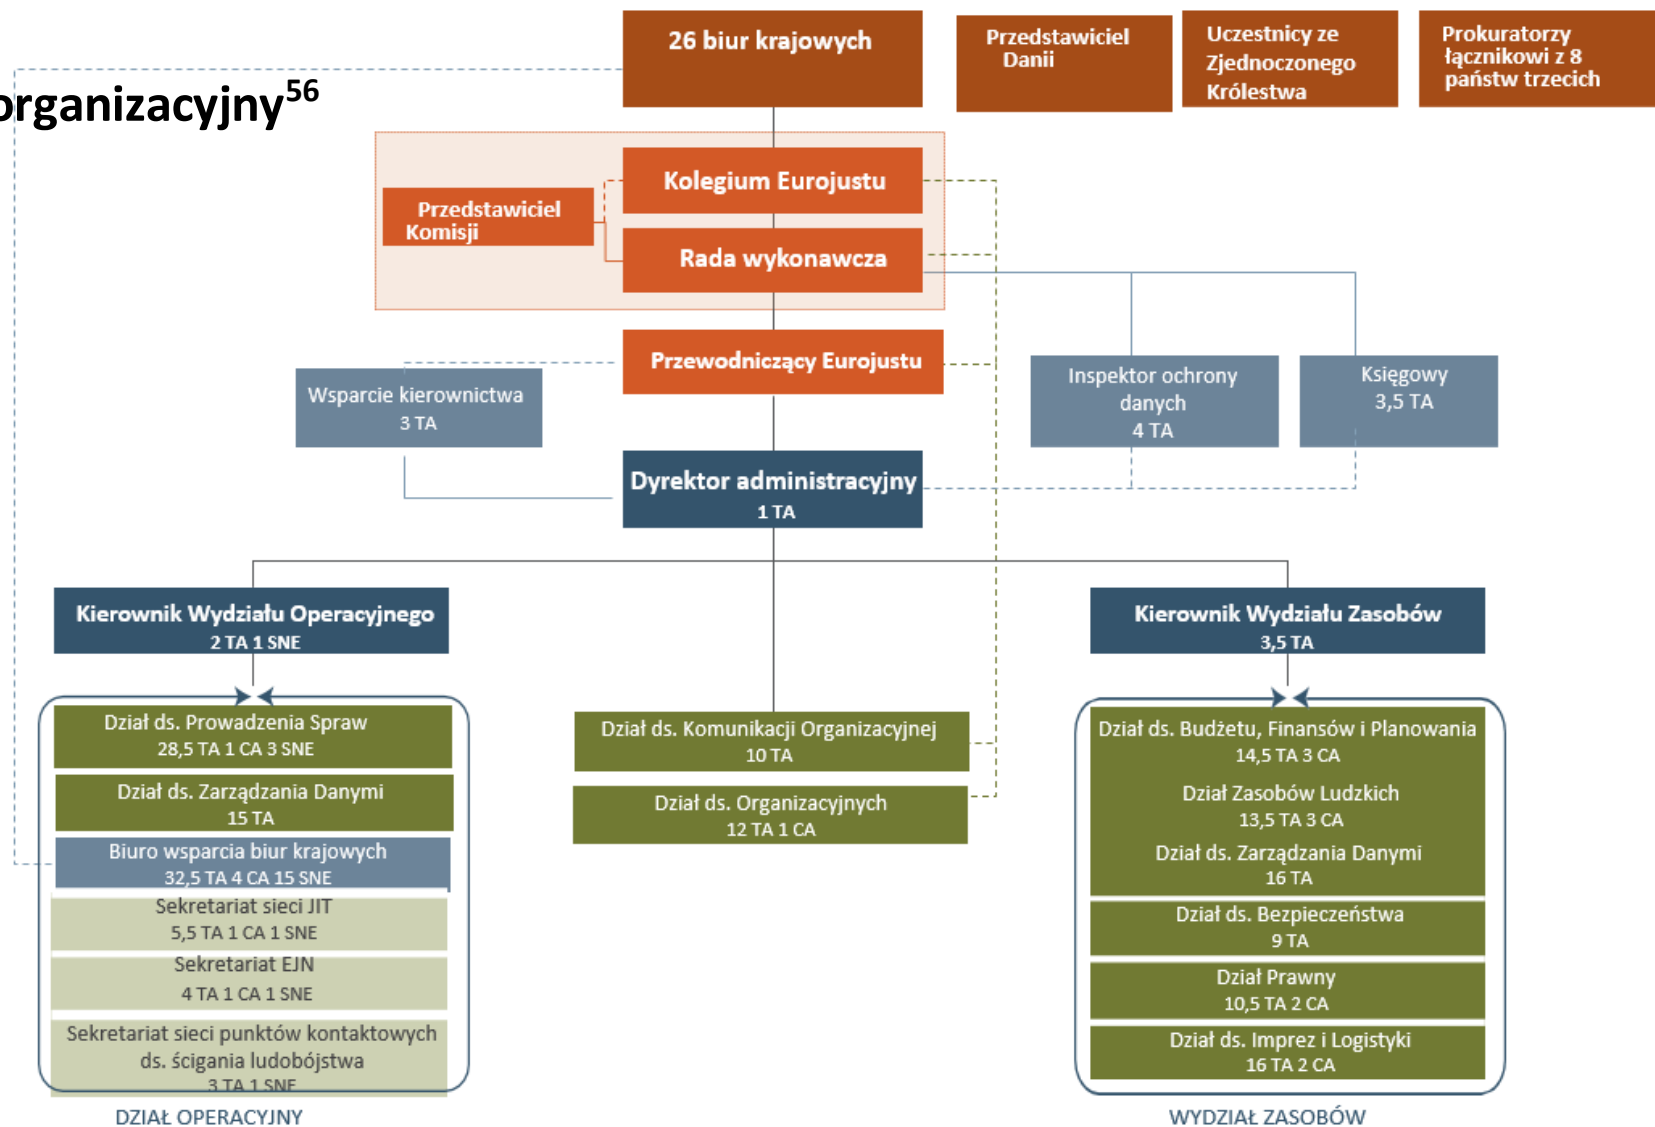 26 biur krajowych
Przedstawiciel
Danii
Uczestnicy ze
Zjednoczonego
Królestwa
Prokuratorzy
łącznikowi z 8
państw trzecich
organizacyjny56
Kolegium Eurojustu
Przedstawiciel
Komisji
Rada wykonawcza
Przewodniczący Eurojustu
Wsparcie kierownictwa
3 TA
Inspektor ochrony
danych
4 TA
Księgowy
3,5 TA
Dyrektor administracyjny
1 TA
Kierownik Wydziału Operacyjnego
2 TA 1 SNE
Kierownik Wydziału Zasobów
3,5 TA
Dział ds. Prowadzenia Spraw
28,5 TA 1 CA 3 SNE
Dział ds. Zarządzania Danymi
15 TA
Biuro wsparcia biur krajowych
32,5 TA 4 CA 15 SNE
Sekretariat sieci JIT
5,5 TA 1 CA 1 SNE
Sekretariat EJN
4 TA 1 CA 1 SNE
Sekretariat sieci punktów kontaktowych
ds. ścigania ludobójstwa
3 TA 1 SNE
DZIAŁ OPERACYJNY
Dział ds. Komunikacji Organizacyjnej
10 TA
Dział ds. Organizacyjnych
12 TA 1 CA
Dział ds. Budżetu, Finansów i Planowania
14,5 TA 3 CA
Dział Zasobów Ludzkich
13,5 TA 3 CA
Dział ds. Zarządzania Danymi
16 TA
Dział ds. Bezpieczeństwa
9 TA
Dział Prawny
10,5 TA 2 CA
Dział ds. Imprez i Logistyki
16 TA 2 CA
WYDZIAŁ ZASOBÓW